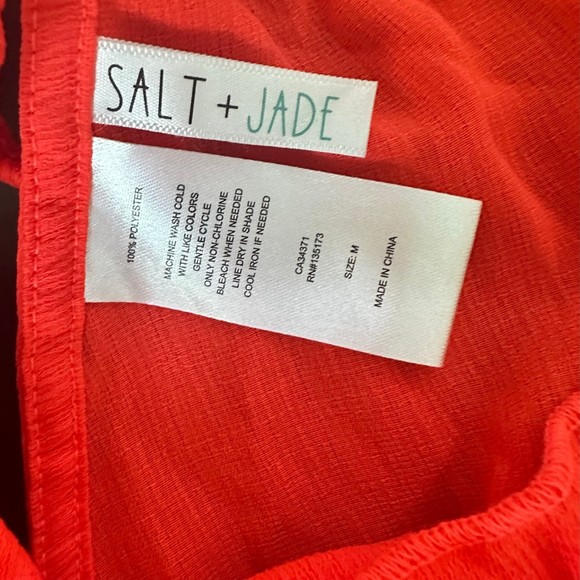 SALT + JADE
100% POLYESTER
MACHINE WASH COLD
WITH LIKE COLORS
GENTLE CYCLE
ONLY NON-CHLORINE
BLEACH WHEN NEEDED
LINE DRY IN SHADE
COOL IRON IF NEEDED
CA34371
RN#135173
SIZE: M
MADE IN CHINA